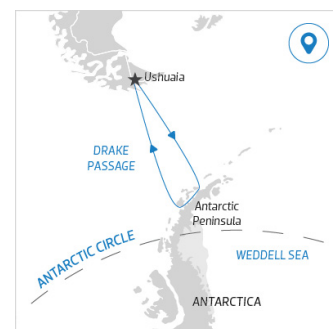 Ushuaia
DRAKE
PASSAGE
Antarctic
Peninsula
ANTARCTIC CIRCLE
WEDDELL SEA
ANTARCTICA